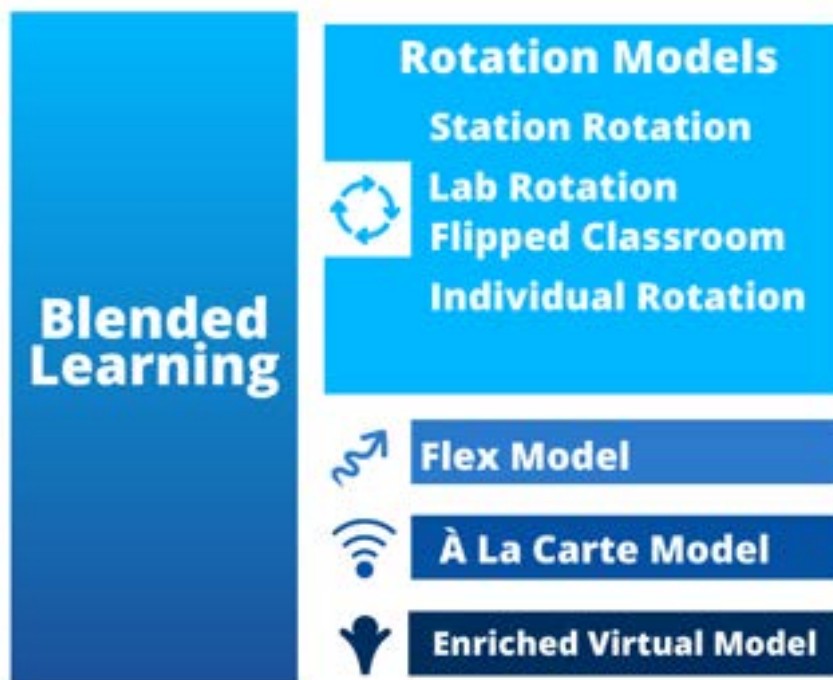 Blended
Learning
Rotation Models
Station Rotation
Lab Rotation
Flipped Classroom
Individual Rotation
Flex Model
À La Carte Model
Enriched Virtual Model